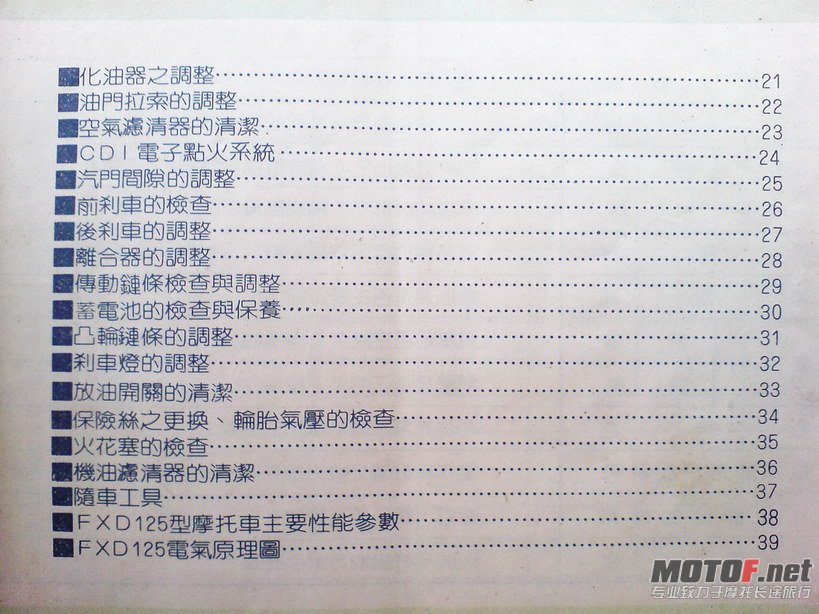 ■化油器之調整……………………21
■油門拉索的調整……………………22
■空氣濾清器的清潔……………………23
■CDI電子點火系統……………………24
■汽門間隙的調整……………………25
■前刹車的檢查……………………26
■後刹車的調整……………………27
■離合器的調整……………………28
■傳動鏈條檢查與調整……………………29
■蓄電池的檢查與保養……………………30
■凸輪鏈條的調整……………………31
■刹車燈的調整……………………32
■放油開關的清潔……………………33
■保險絲之更換、輪胎氣壓的檢查……………………34
■火花塞的檢查……………………35
■機油濾清器的清潔……………………36
■隨車工具……………………37
■FXD125型摩托車主要性能參數……………………38
■FXD125電氣原理圖……………………39
MOTOF.net
专业致力于摩托长途旅行